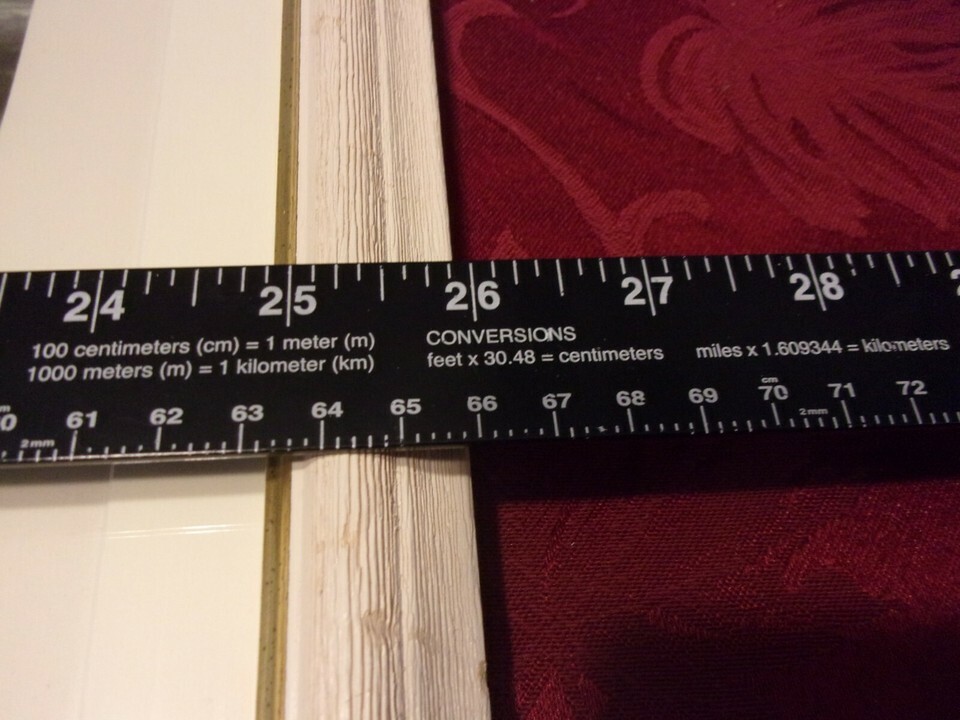 24 25 26 27 28
100 centimeters (cm) = 1 meter (m)
1000 meters (m) = 1 kilometer (km)
CONVERSIONS
feet x 30.48 = centimeters
miles x 1.609344 = kilometers
61 62 63 64 65 66 67 68 69 70 71 72
cm
2mm
2mm